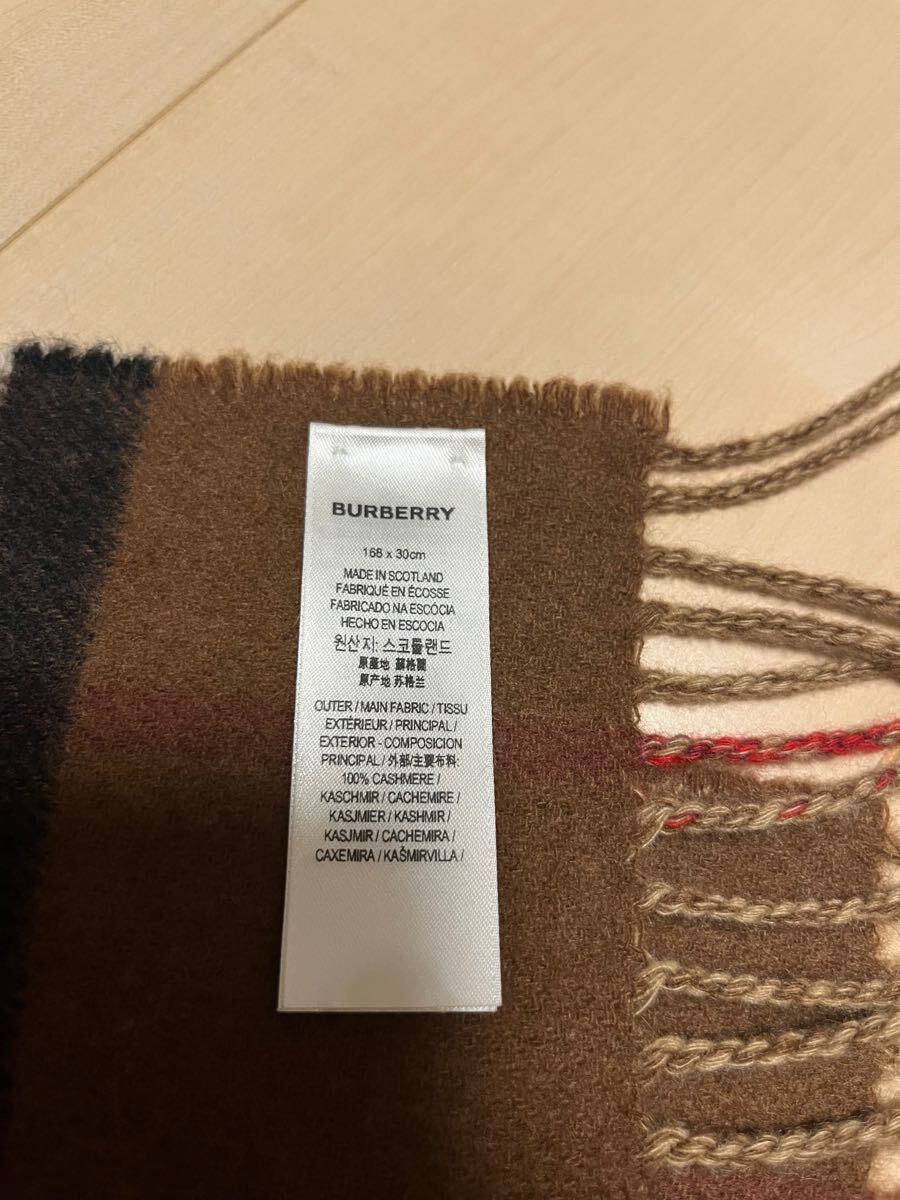 BURBERRY
168 x 30cm
MADE IN SCOTLAND
FABRIQUÉ EN ÉCOSSE
FABRICADO NA ESCÓCIA
HECHO EN ESCOCIA
원산지: 스코틀랜드
原產地 蘇格蘭
原产地 苏格兰
OUTER / MAIN FABRIC / TISSU
EXTÉRIEUR / PRINCIPAL /
EXTERIOR - COMPOSICION
PRINCIPAL / 外部/主要布料:
100% CASHMERE /
KASCHMIR / CACHEMIRE /
KASJMIER / KASHMIR /
KASJMIR / CACHEMIRA /
CAXEMIRA / KAŠMIRVILLA /